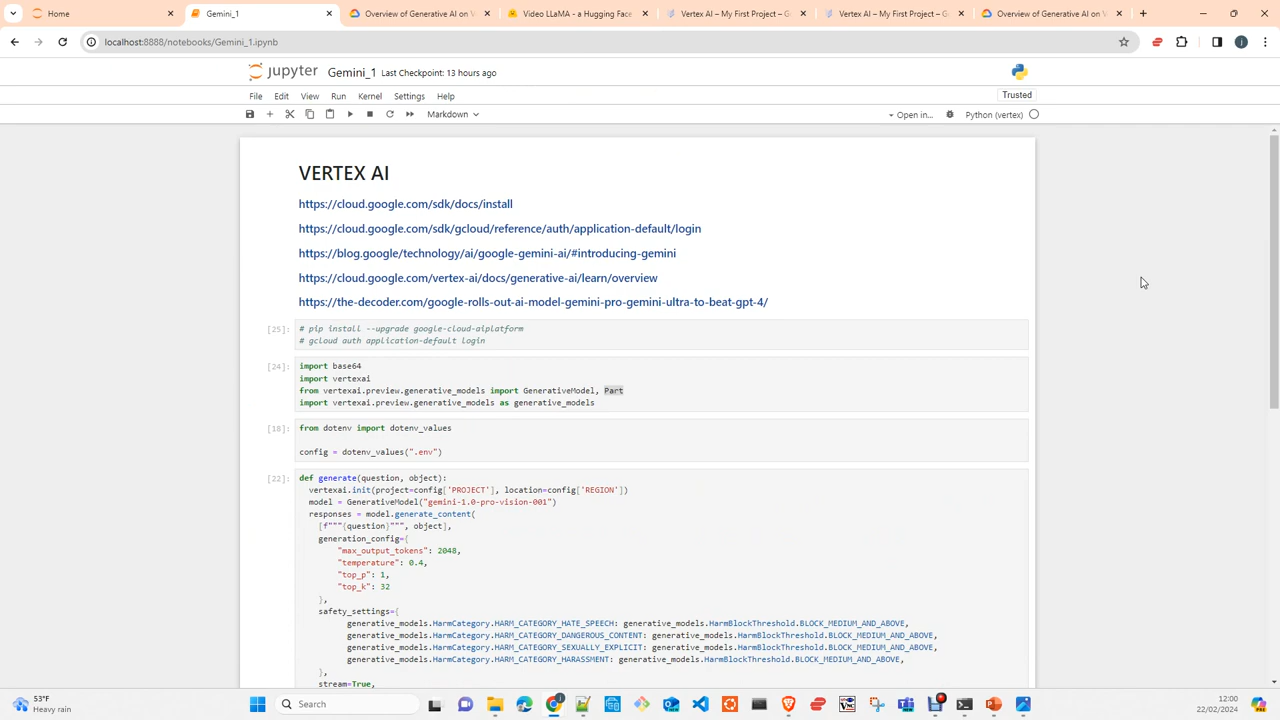 Home
Gemini_1
Overview of Generative AI on V
Video LLaMA - a Hugging Face
Vertex AI – My First Project – G
Vertex AI – My First Project – G
Overview of Generative AI on V
localhost:8888/notebooks/Gemini_1.ipynb
jupyter Gemini_1 Last Checkpoint: 13 hours ago
File Edit View Run Kernel Settings Help
Trusted
Markdown
Open in...
Python (vertex)
VERTEX AI
https://cloud.google.com/sdk/docs/install
https://cloud.google.com/sdk/gcloud/reference/auth/application-default/login
https://blog.google/technology/ai/google-gemini-ai/#introducing-gemini
https://cloud.google.com/vertex-ai/docs/generative-ai/learn/overview
https://the-decoder.com/google-rolls-out-ai-model-gemini-pro-gemini-ultra-to-beat-gpt-4/
[25]: # pip install --upgrade google-cloud-aiplatform
# gcloud auth application-default login
[24]: import base64
import vertexai
from vertexai.preview.generative_models import GenerativeModel, Part
import vertexai.preview.generative_models as generative_models
[18]: from dotenv import dotenv_values
config = dotenv_values(".env")
[22]: def generate(question, object):
vertexai.init(project=config['PROJECT'], location=config['REGION'])
model = GenerativeModel("gemini-1.0-pro-vision-001")
responses = model.generate_content(
[f"""{question}""", object],
generation_config={
"max_output_tokens": 2048,
"temperature": 0.4,
"top_p": 1,
"top_k": 32
},
safety_settings={
generative_models.HarmCategory.HARM_CATEGORY_HATE_SPEECH: generative_models.HarmBlockThreshold.BLOCK_MEDIUM_AND_ABOVE,
generative_models.HarmCategory.HARM_CATEGORY_DANGEROUS_CONTENT: generative_models.HarmBlockThreshold.BLOCK_MEDIUM_AND_ABOVE,
generative_models.HarmCategory.HARM_CATEGORY_SEXUALLY_EXPLICIT: generative_models.HarmBlockThreshold.BLOCK_MEDIUM_AND_ABOVE,
generative_models.HarmCategory.HARM_CATEGORY_HARASSMENT: generative_models.HarmBlockThreshold.BLOCK_MEDIUM_AND_ABOVE,
},
stream=True,
53°F
Heavy rain
Search
12:00
22/02/2024